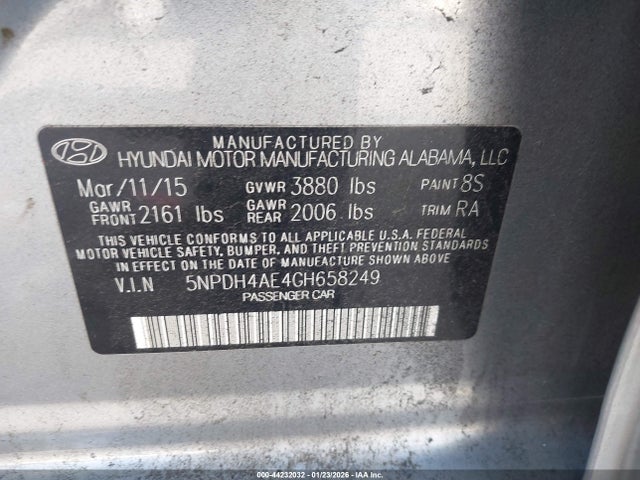 MANUFACTURED BY
HYUNDAI MOTOR MANUFACTURING ALABAMA, LLC
Mar/11/15 GVWR 3880 lbs PAINT 8S
GAWR FRONT 2161 lbs GAWR REAR 2006 lbs TRIM RA
THIS VEHICLE CONFORMS TO ALL APPLICABLE U.S.A. FEDERAL
MOTOR VEHICLE SAFETY, BUMPER, AND THEFT PREVENTION STANDARDS
IN EFFECT ON THE DATE OF MANUFACTURE SHOWN ABOVE.
V.I.N 5NPDH4AE4GH658249
PASSENGER CAR
000-44232032 - 01/23/2026 - IAA Inc.